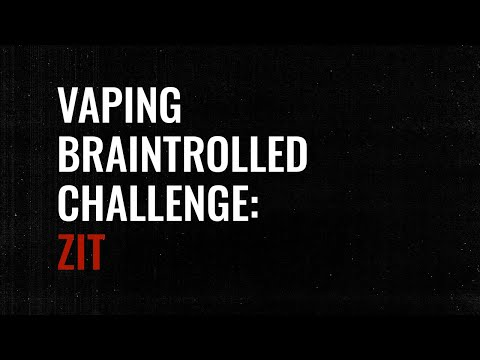 VAPING
BRAINTROLLED
CHALLENGE:
ZIT